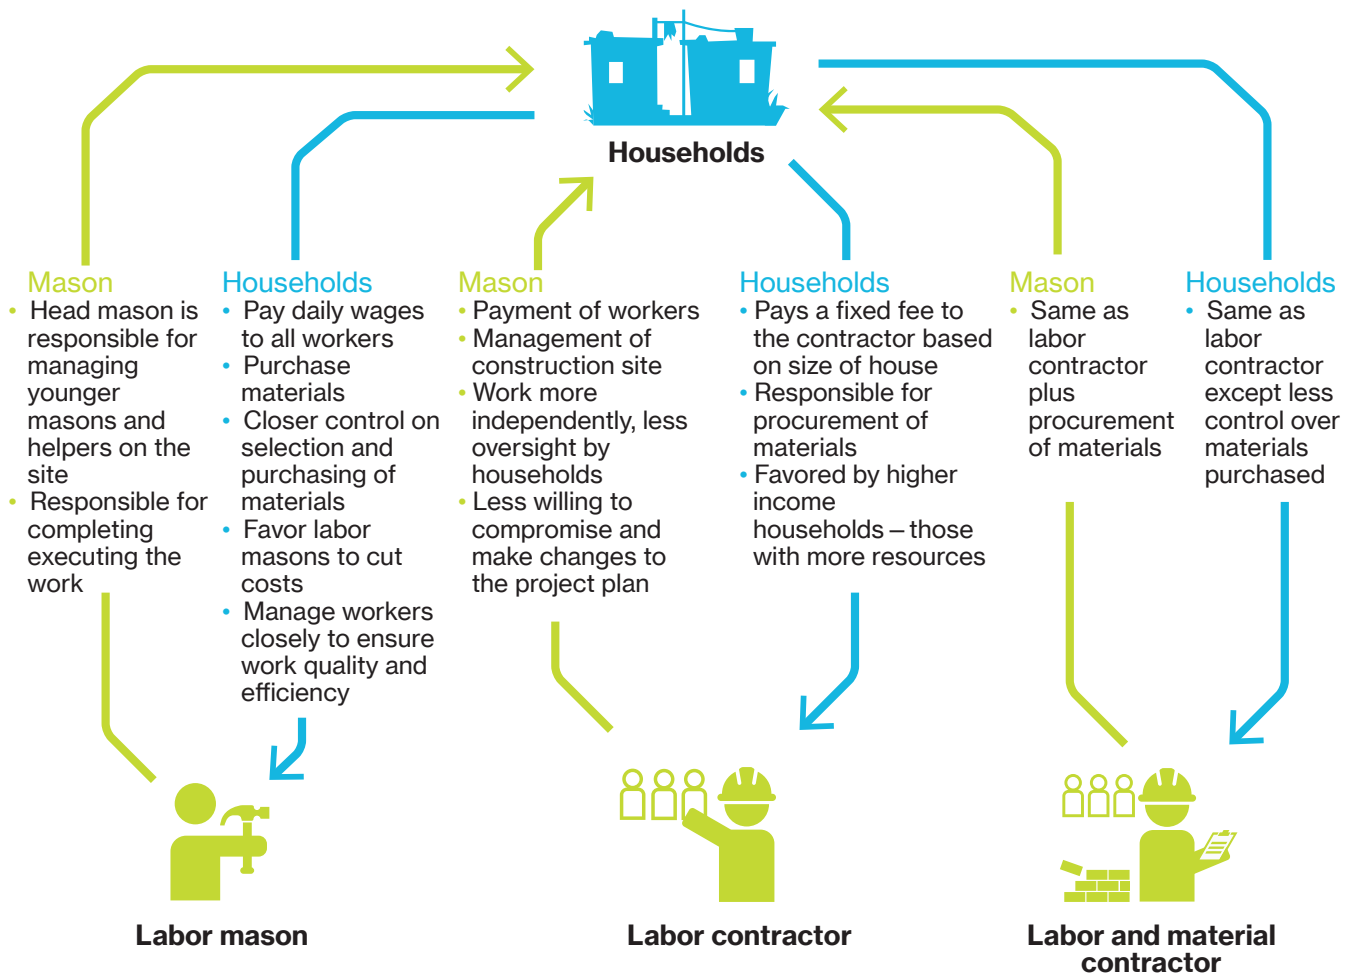 Households
Mason
• Head mason is
responsible for
managing
younger
masons and
helpers on the
site
• Responsible for
completing
executing the
work
Households
• Pay daily wages
to all workers
• Purchase
materials
• Closer control on
selection and
purchasing of
materials
• Favor labor
masons to cut
costs
• Manage workers
closely to ensure
work quality and
efficiency
Mason
• Payment of workers
• Management of
construction site
• Work more
independently, less
oversight by
households
• Less willing to
compromise and
make changes to
the project plan
Households
• Pays a fixed fee to
the contractor based
on size of house
• Responsible for
procurement of
materials
• Favored by higher
income
households – those
with more resources
Mason
• Same as
labor
contractor
plus
procurement
of materials
Households
• Same as
labor
contractor
except less
control over
materials
purchased
Labor mason
Labor contractor
Labor and material
contractor